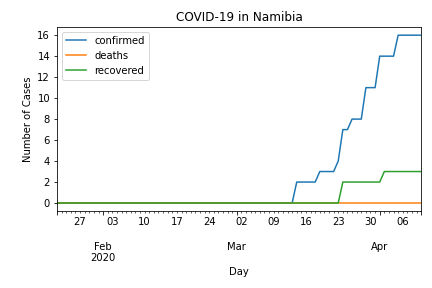 COVID-19 in Namibia
confirmed
deaths
recovered
Number of Cases
16
14
12
10
8
6
4
2
0
27 03 10 17 24 02 09 16 23 30 06
Feb Mar Apr
2020
Day